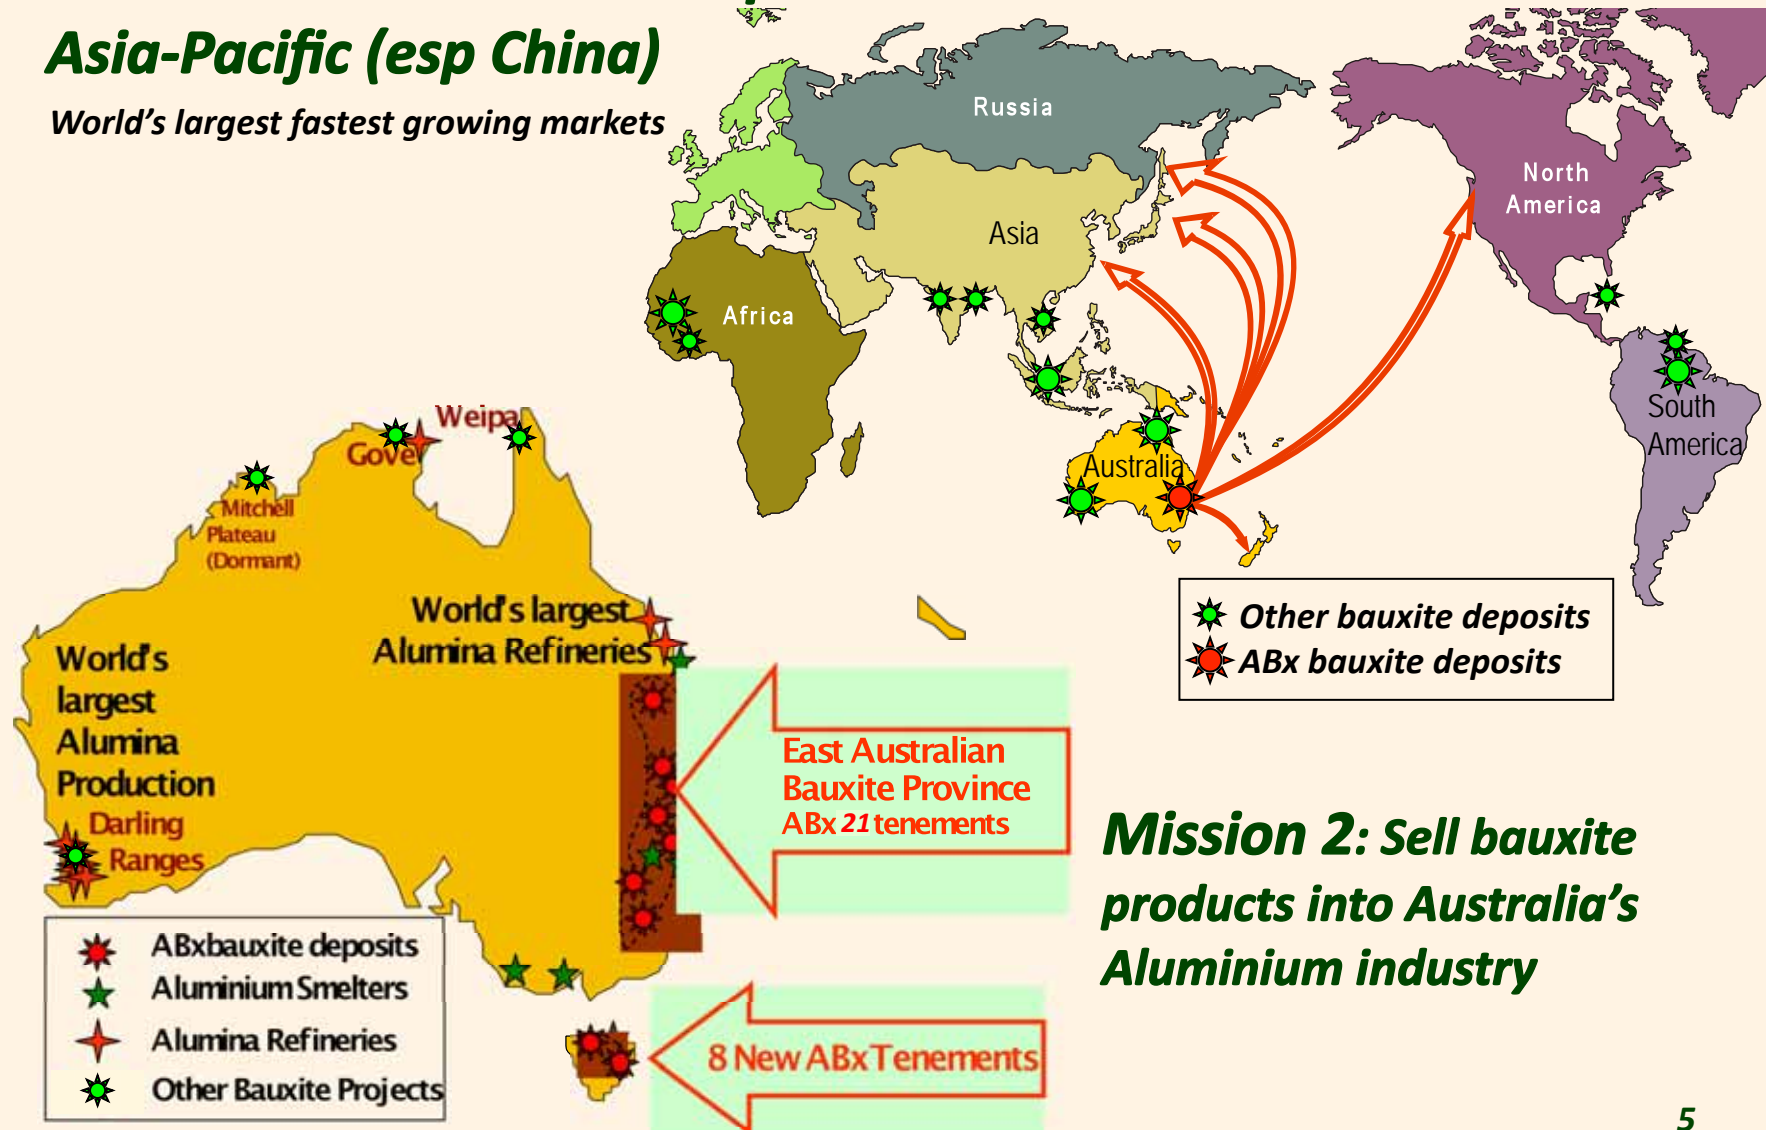 Asia-Pacific (esp China)
World's largest fastest growing markets
Russia
North
America
Asia
Africa
South
America
Australia
Other bauxite deposits
ABx bauxite deposits
Weipa
Gove
Mitchell
Plateau
(Dormant)
World's largest
Alumina Refineries
World's
largest
Alumina
Production
Darling
Ranges
East Australian
Bauxite Province
ABx 21 tenements
Mission 2: Sell bauxite
products into Australia's
Aluminium industry
ABxbauxite deposits
Aluminium Smelters
Alumina Refineries
Other Bauxite Projects
8 New ABx Tenements
5